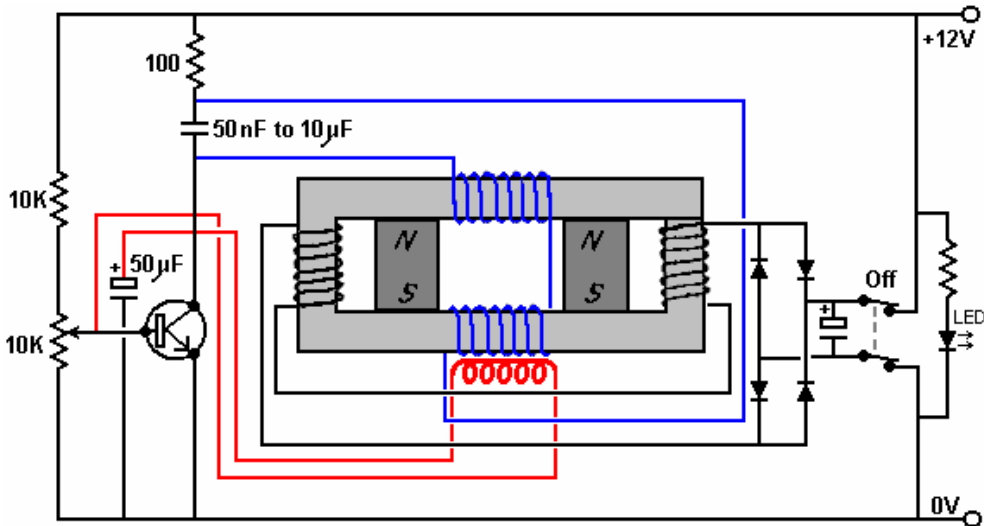 +12V
100
50nF to 10µF
10K
N
N
50µF
+
S
S
Off
+
10K
LED
0V